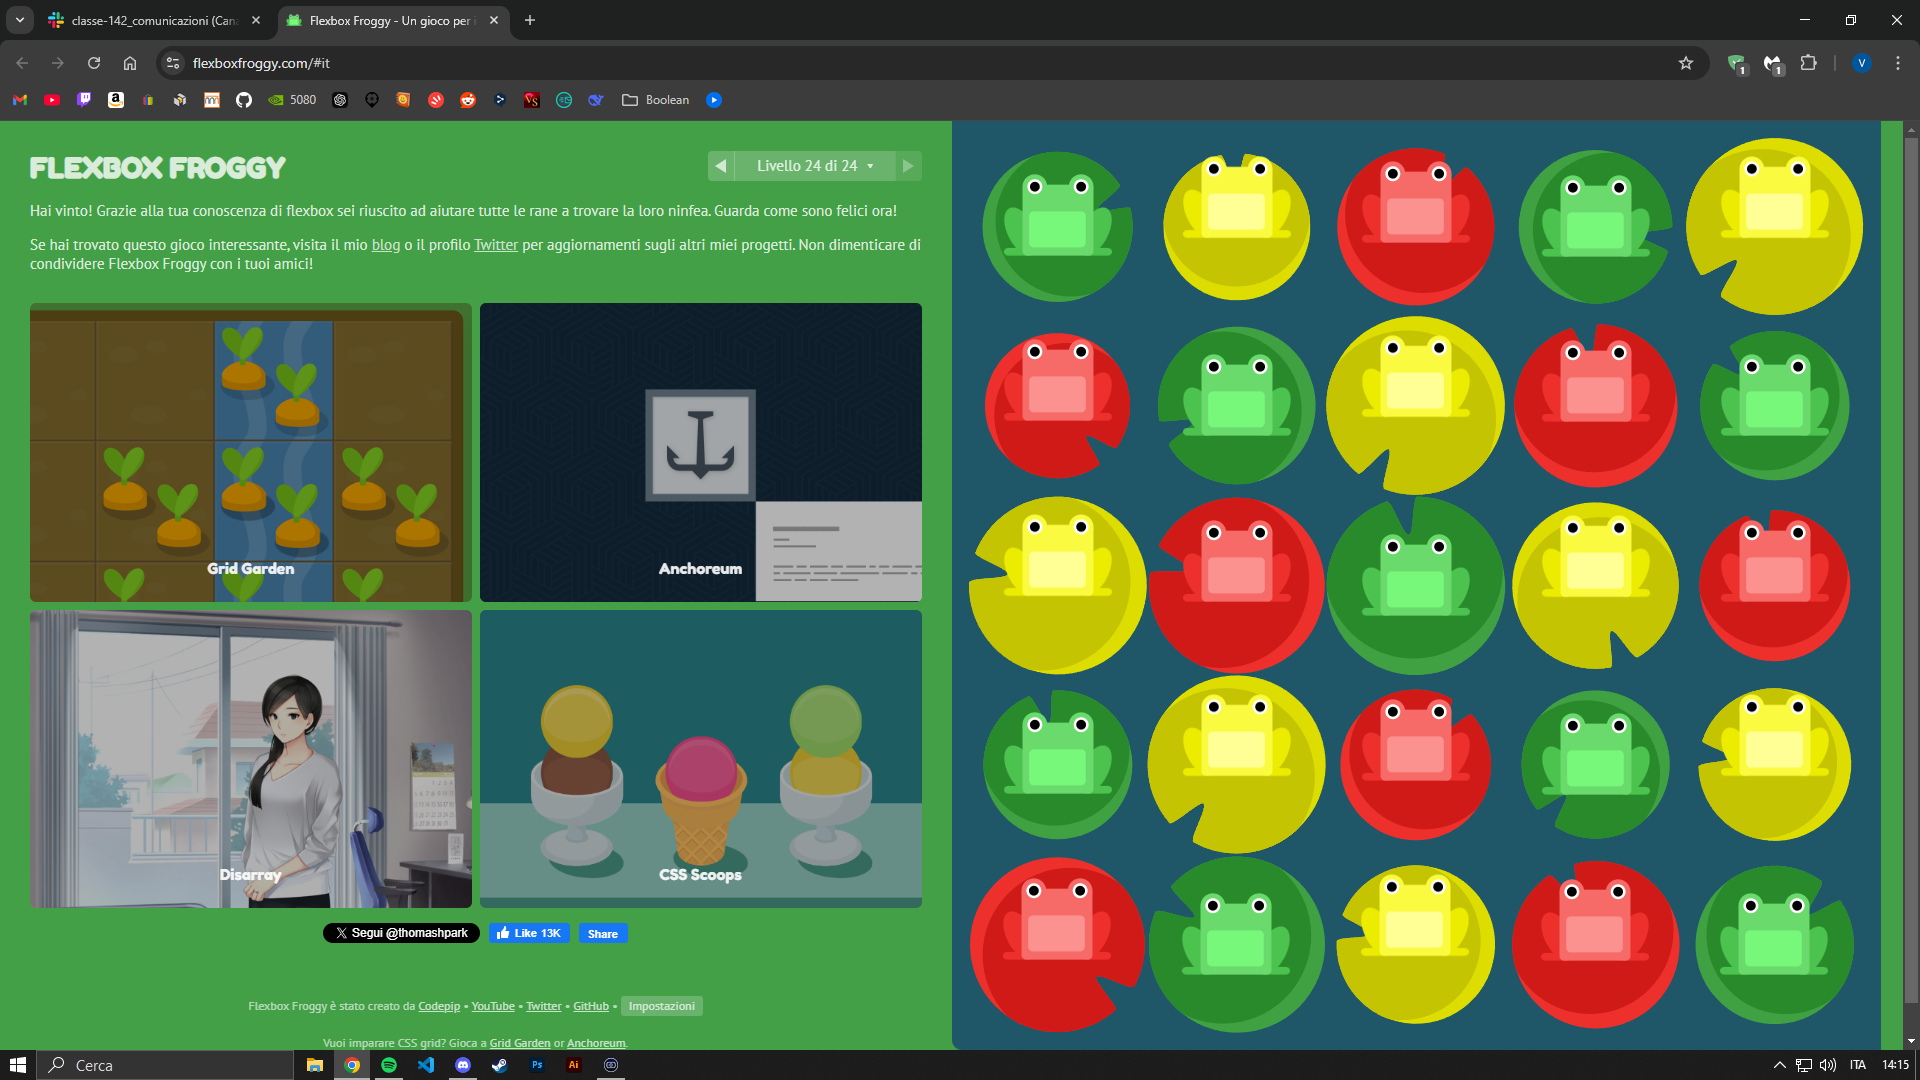 classe-142_comunicazioni (Cana
Flexbox Froggy - Un gioco per i
flexboxfroggy.com/#it
1
1
V
5080
Boolean
FLEXBOX FROGGY
Livello 24 di 24
Hai vinto! Grazie alla tua conoscenza di flexbox sei riuscito ad aiutare tutte le rane a trovare la loro ninfea. Guarda come sono felici ora!
Se hai trovato questo gioco interessante, visita il mio blog o il profilo Twitter per aggiornamenti sugli altri miei progetti. Non dimenticare di
condividere Flexbox Froggy con i tuoi amici!
Grid Garden
Anchoreum
Disarray
CSS Scoops
Segui @thomashpark
Like 13K
Share
Flexbox Froggy è stato creato da Codepip • YouTube • Twitter • GitHub • Impostazioni
Vuoi imparare CSS grid? Gioca a Grid Garden or Anchoreum.
Cerca
Ps
Ai
ITA
14:15